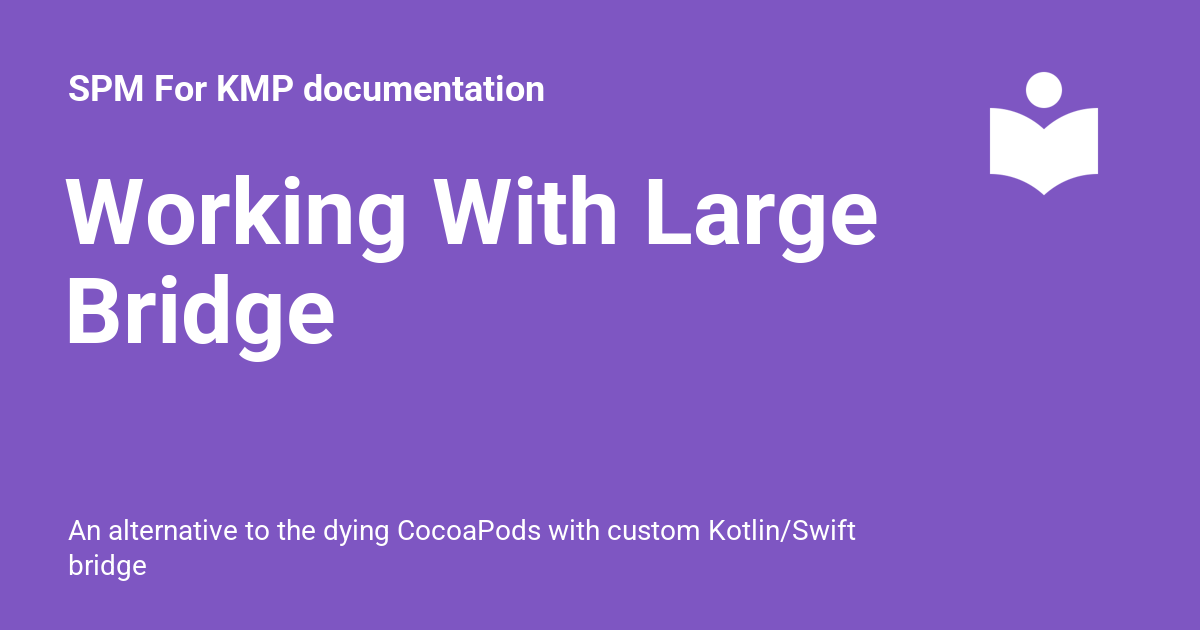 SPM For KMP documentation
Working With Large
Bridge
An alternative to the dying CocoaPods with custom Kotlin/Swift
bridge